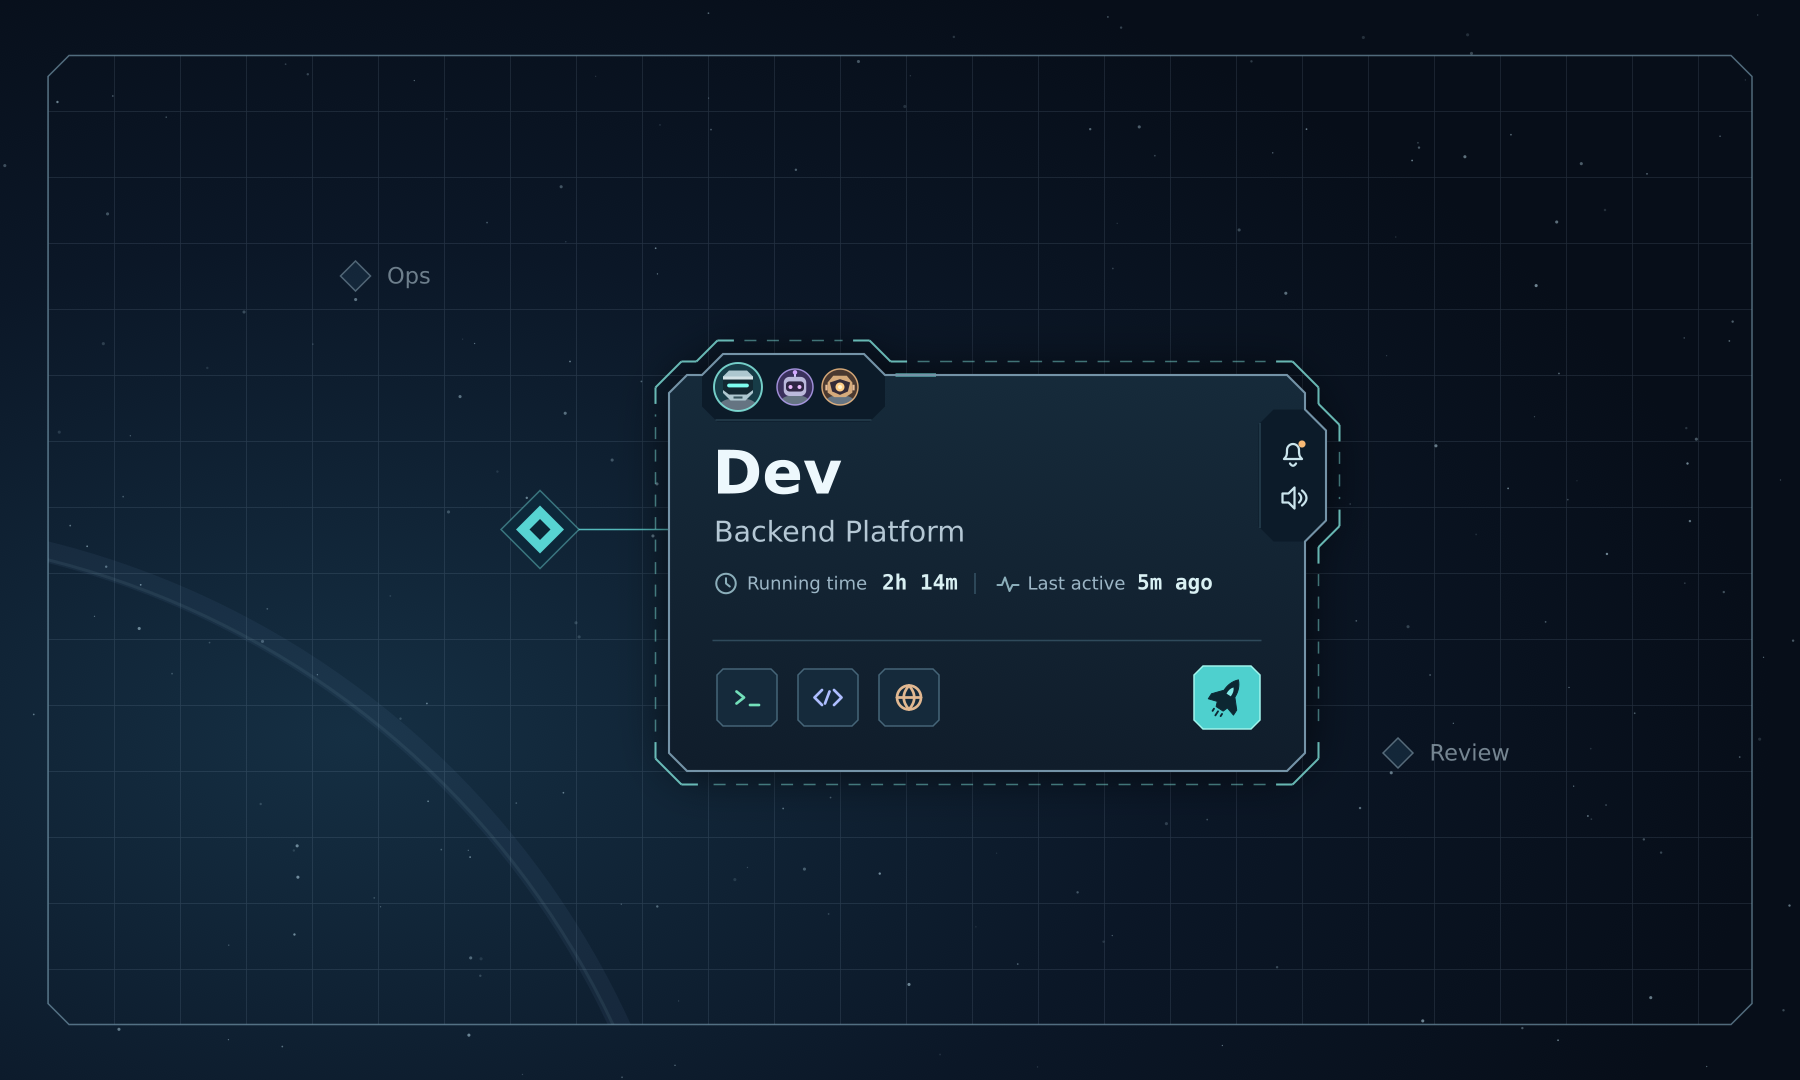 Ops
Dev
Backend Platform
Running time 2h 14m Last active 5m ago
Review